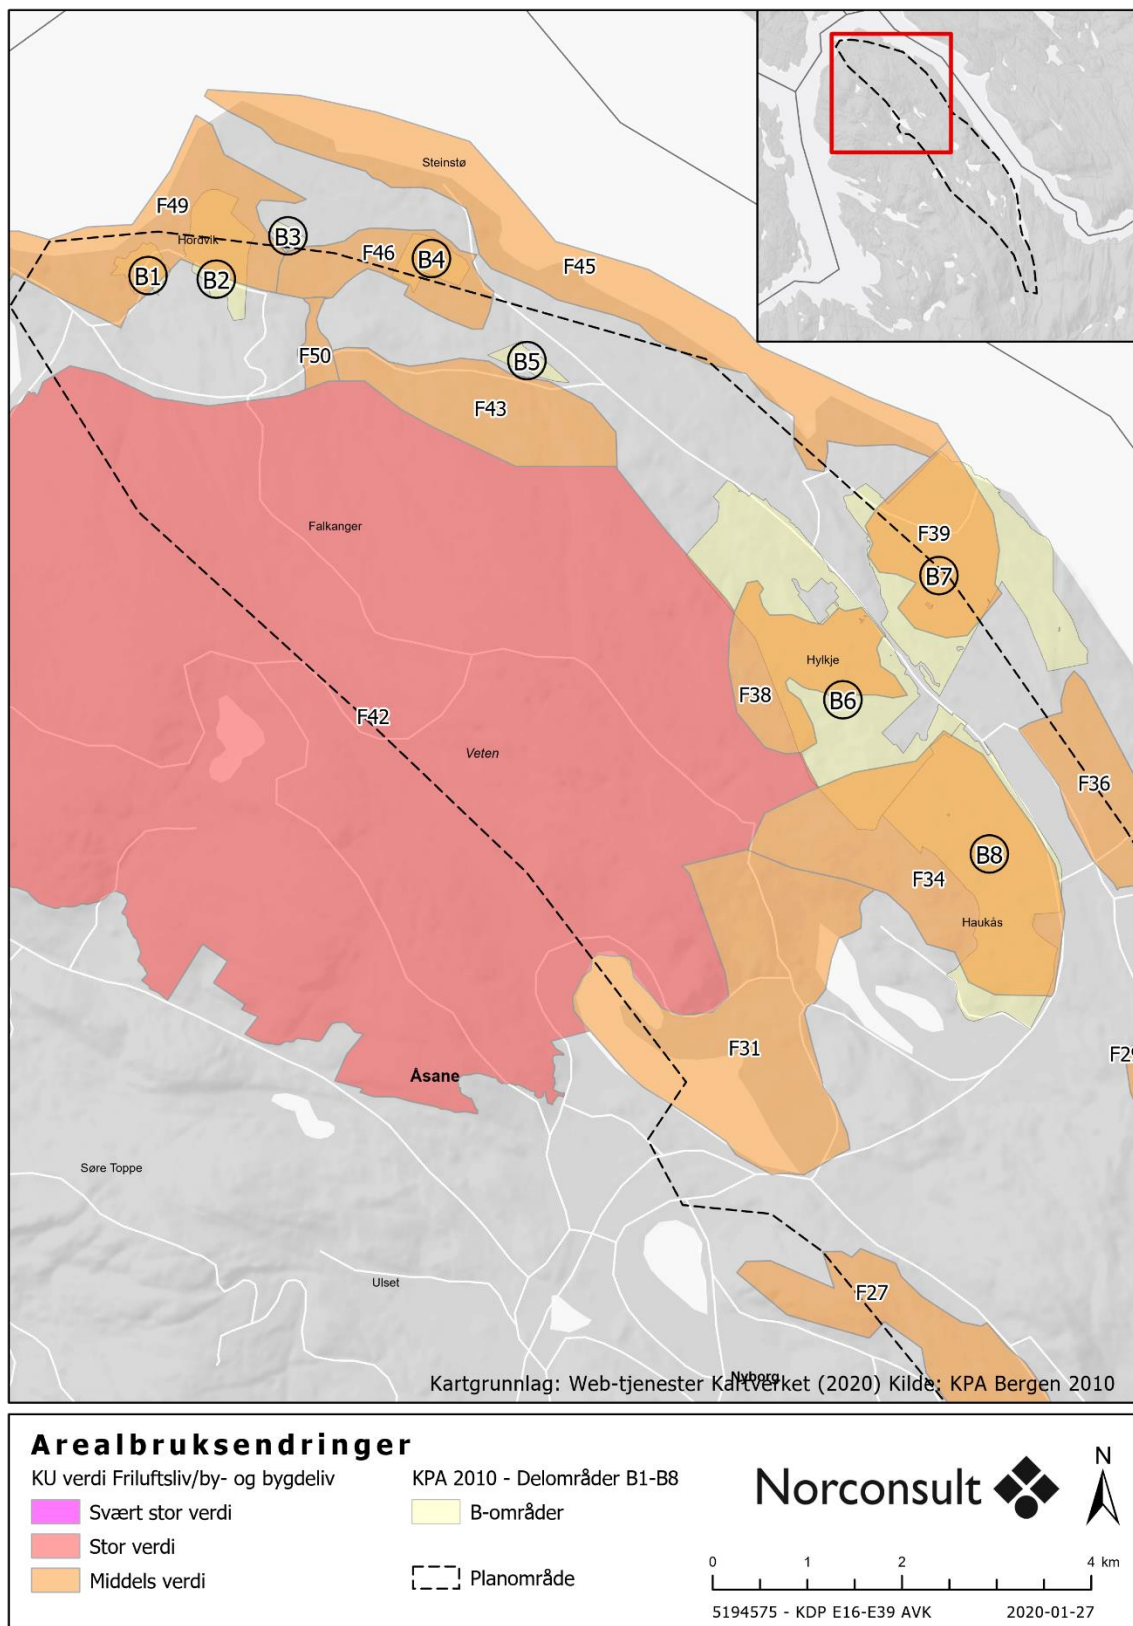 Steinstø
F49
Hordvik
B3
F46
B4
B1
B2
F45
F50
B5
F43
Falkanger
F39
B7
Hylkje
F38
B6
F42
Veten
F36
B8
F34
Haukås
F31
F29
Åsane
Søre Toppe
Ulset
F27
Nyborg
Kartgrunnlag: Web-tjenester Kartverket (2020) Kilde: KPA Bergen 2010
Arealbruksendringer
KU verdi Friluftsliv/by- og bygdeliv
Svært stor verdi
Stor verdi
Middels verdi
KPA 2010 - Delområder B1-B8
B-områder
Planområde
Norconsult
N
0 1 2 4 km
5194575 - KDP E16-E39 AVK 2020-01-27